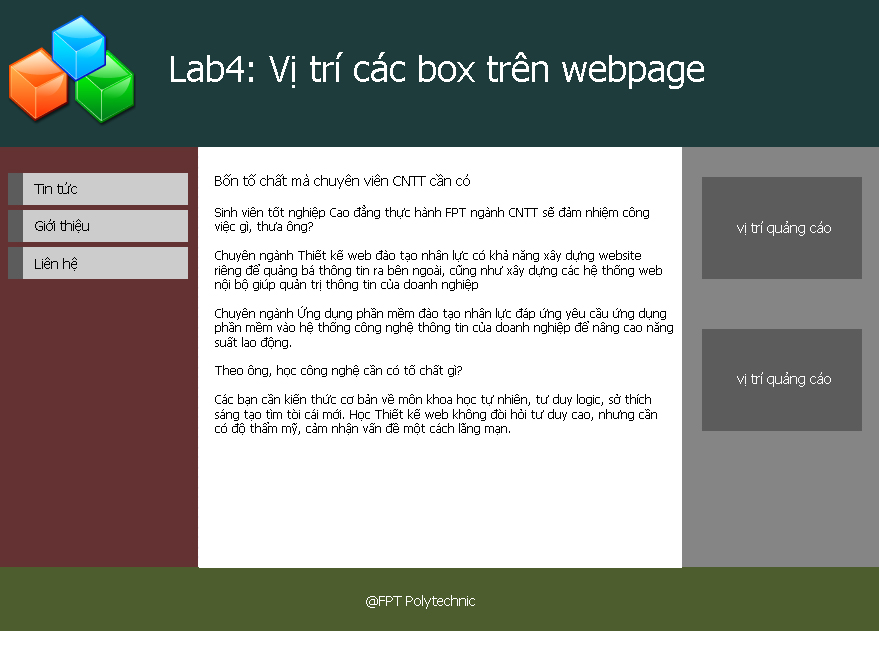 Lab4: Vị trí các box trên webpage
Tin tức
Giới thiệu
Liên hệ
Bốn tố chất mà chuyên viên CNTT cần có
Sinh viên tốt nghiệp Cao đẳng thực hành FPT ngành CNTT sẽ đảm nhiệm công
việc gì, thưa ông?
Chuyên ngành Thiết kế web đào tạo nhân lực có khả năng xây dựng website
riêng để quảng bá thông tin ra bên ngoài, cũng như xây dựng các hệ thống web
nội bộ giúp quản trị thông tin của doanh nghiệp
Chuyên ngành Ứng dụng phần mềm đào tạo nhân lực đáp ứng yêu cầu ứng dụng
phần mềm vào hệ thống công nghệ thông tin của doanh nghiệp để nâng cao năng
suất lao động.
Theo ông, học công nghệ cần có tố chất gì?
Các bạn cần kiến thức cơ bản về môn khoa học tự nhiên, tư duy logic, sở thích
sáng tạo tìm tòi cái mới. Học Thiết kế web không đòi hỏi tư duy cao, nhưng cần
có độ thẩm mỹ, cảm nhận vấn đề một cách lãng mạn.
vị trí quảng cáo
vị trí quảng cáo
@FPT Polytechnic